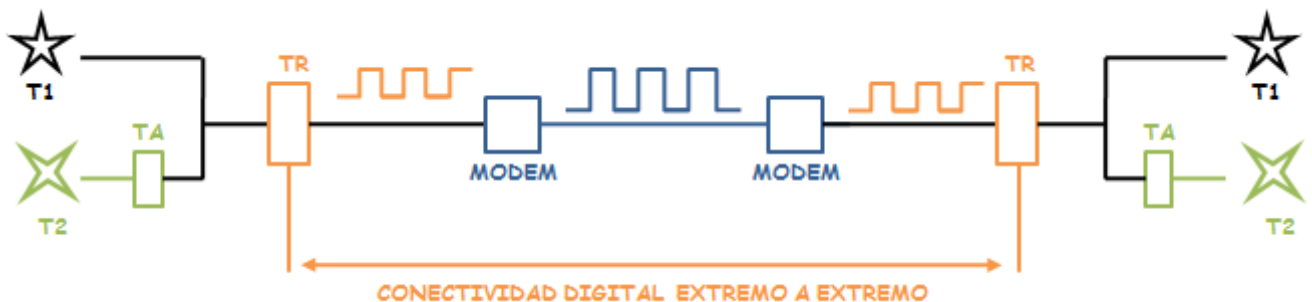 TR
TR
T1
T1
TA
TA
MODEM
MODEM
T2
T2
CONECTIVIDAD DIGITAL EXTREMO A EXTREMO